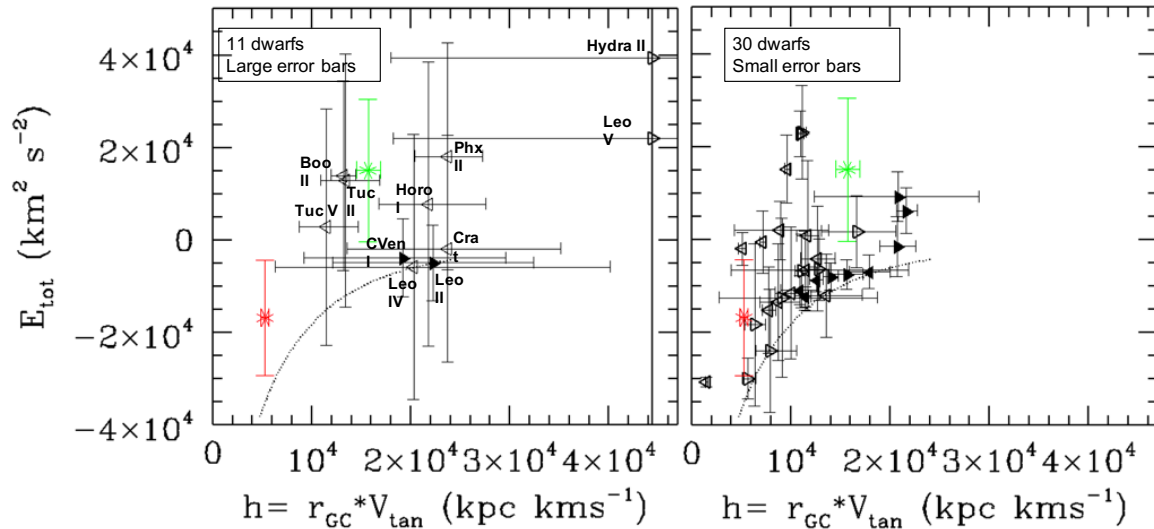 11 dwarfs
Large error bars
Hydra II
Leo
V
Phx
II
Boo
II
Tuc
II
Horo
I
Tuc V
CVen
I
Cra
t
Leo
IV
Leo
II
4×10⁴
2×10⁴
0
−2×10⁴
−4×10⁴
E_tot (km² s⁻²)
0 10⁴ 2×10⁴ 3×10⁴ 4×10⁴
h= r_GC*V_tan (kpc kms⁻¹)
30 dwarfs
Small error bars
0 10⁴ 2×10⁴ 3×10⁴ 4×10⁴
h= r_GC*V_tan (kpc kms⁻¹)